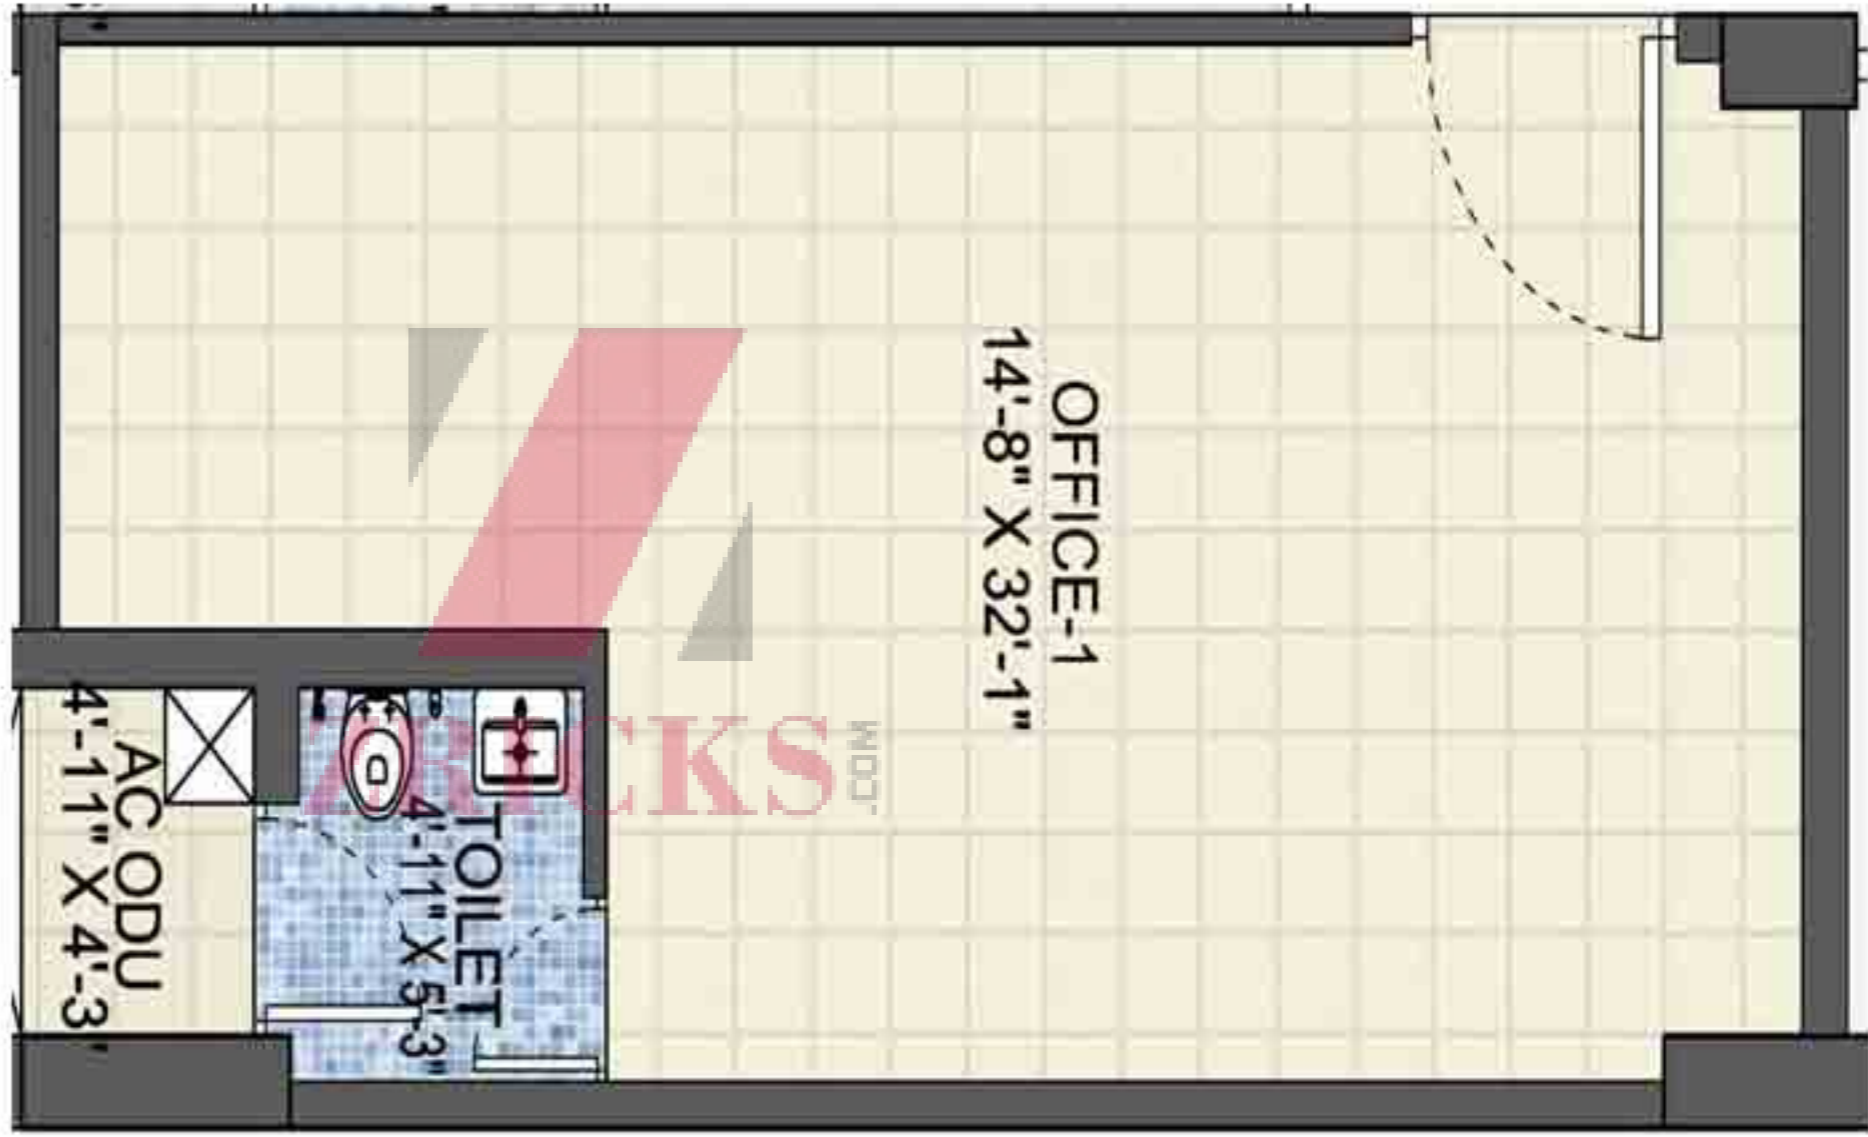 OFFICE-1
14'-8" X 32'-1"
TOILET
4'-11" X 5'-3"
AC ODU
4'-11" X 4'-3"
ZRICKS
.COM